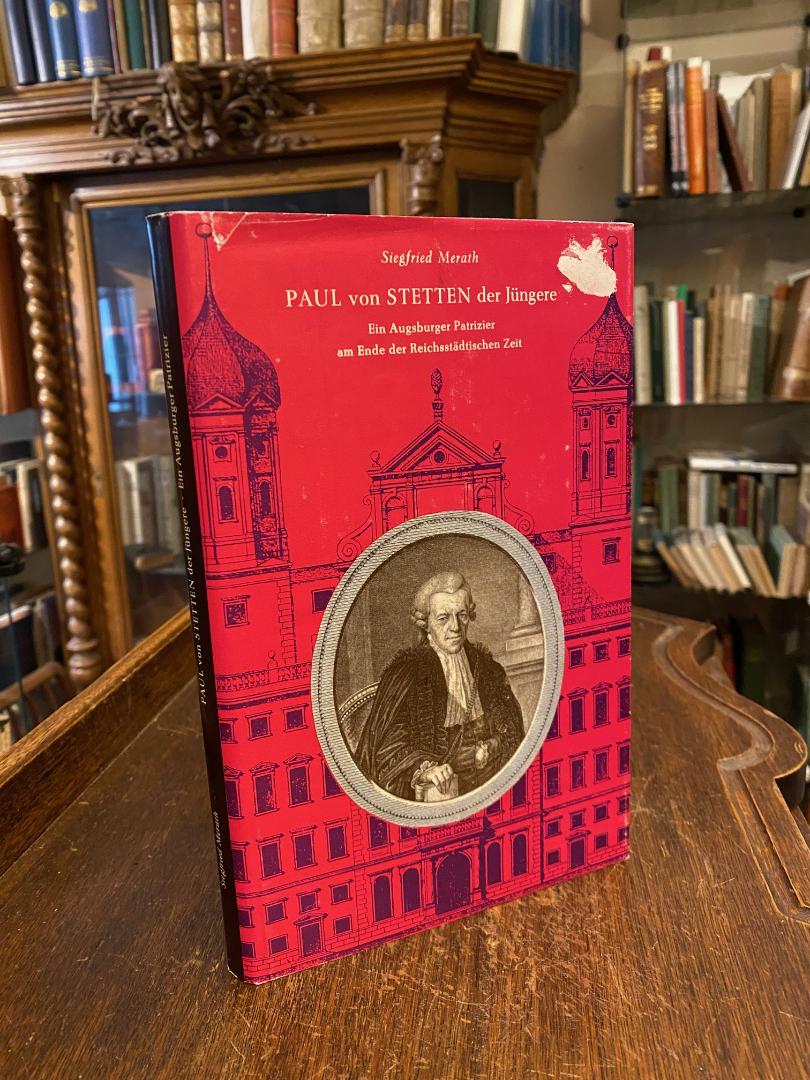 Siegfried Merath
PAUL von STETTEN der Jüngere
Ein Augsburger Patrizier
am Ende der Reichsstädtischen Zeit
Siegfried Merath PAUL von STETTEN der Jüngere · Ein Augsburger Patrizier